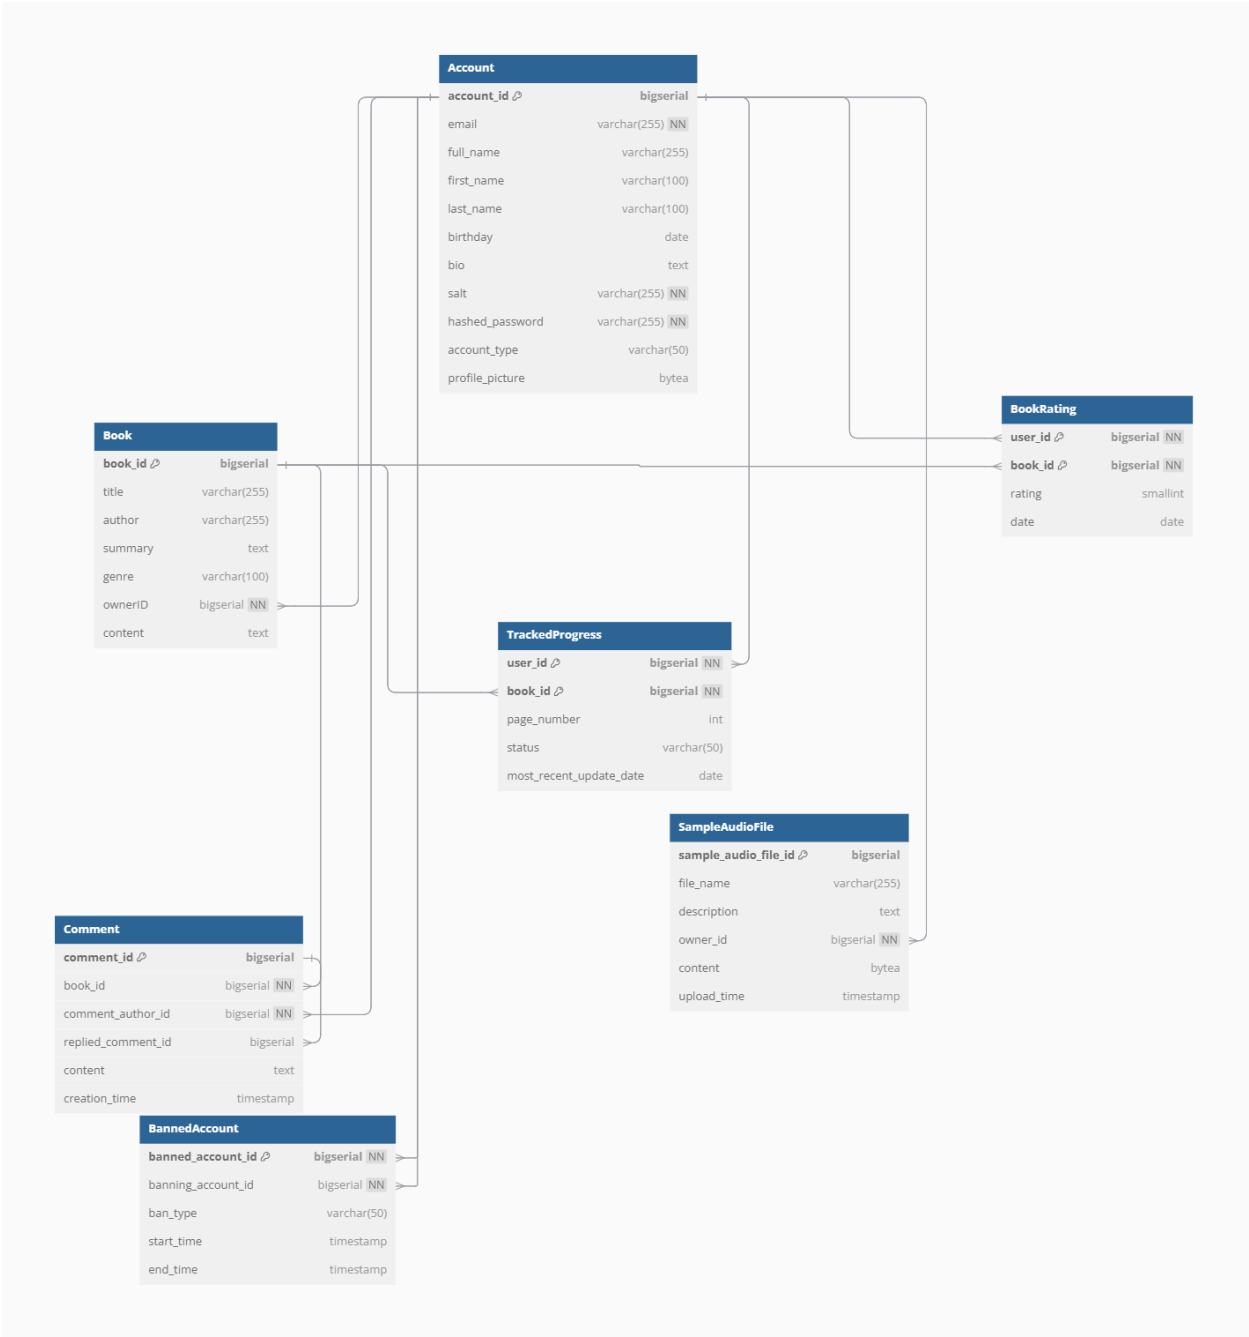 Account
account_id bigserial
email varchar(255) NN
full_name varchar(255)
first_name varchar(100)
last_name varchar(100)
birthday date
bio text
salt varchar(255) NN
hashed_password varchar(255) NN
account_type varchar(50)
profile_picture bytea
BookRating
user_id bigserial NN
book_id bigserial NN
rating smallint
date date
Book
book_id bigserial
title varchar(255)
author varchar(255)
summary text
genre varchar(100)
ownerID bigserial NN
content text
TrackedProgress
user_id bigserial NN
book_id bigserial NN
page_number int
status varchar(50)
most_recent_update_date date
SampleAudioFile
sample_audio_file_id bigserial
file_name varchar(255)
description text
owner_id bigserial NN
content bytea
upload_time timestamp
Comment
comment_id bigserial
book_id bigserial NN
comment_author_id bigserial NN
replied_comment_id bigserial
content text
creation_time timestamp
BannedAccount
banned_account_id bigserial NN
banning_account_id bigserial NN
ban_type varchar(50)
start_time timestamp
end_time timestamp